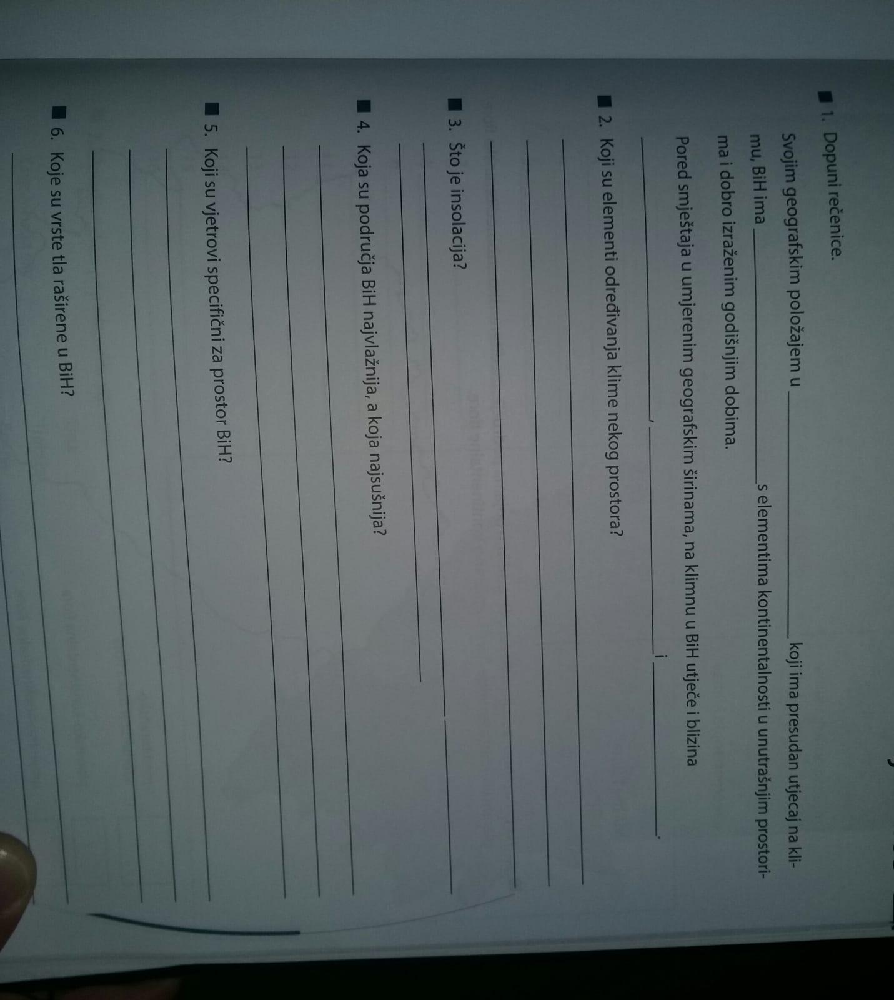 1. Dopuni rečenice.
Svojim geografskim položajem u ______ koji ima presudan utjecaj na kli-
mu, BiH ima ______ s elementima kontinentalnosti u unutrašnjim prostori-
ma i dobro izraženim godišnjim dobima.
Pored smještaja u umjerenim geografskim širinama, na klimnu u BiH utječe i blizina
______, ______ i ______.
2. Koji su elementi određivanja klime nekog prostora?
3. Što je insolacija?
4. Koja su područja BiH najvlažnija, a koja najsušnija?
5. Koji su vjetrovi specifični za prostor BiH?
6. Koje su vrste tla raširene u BiH?